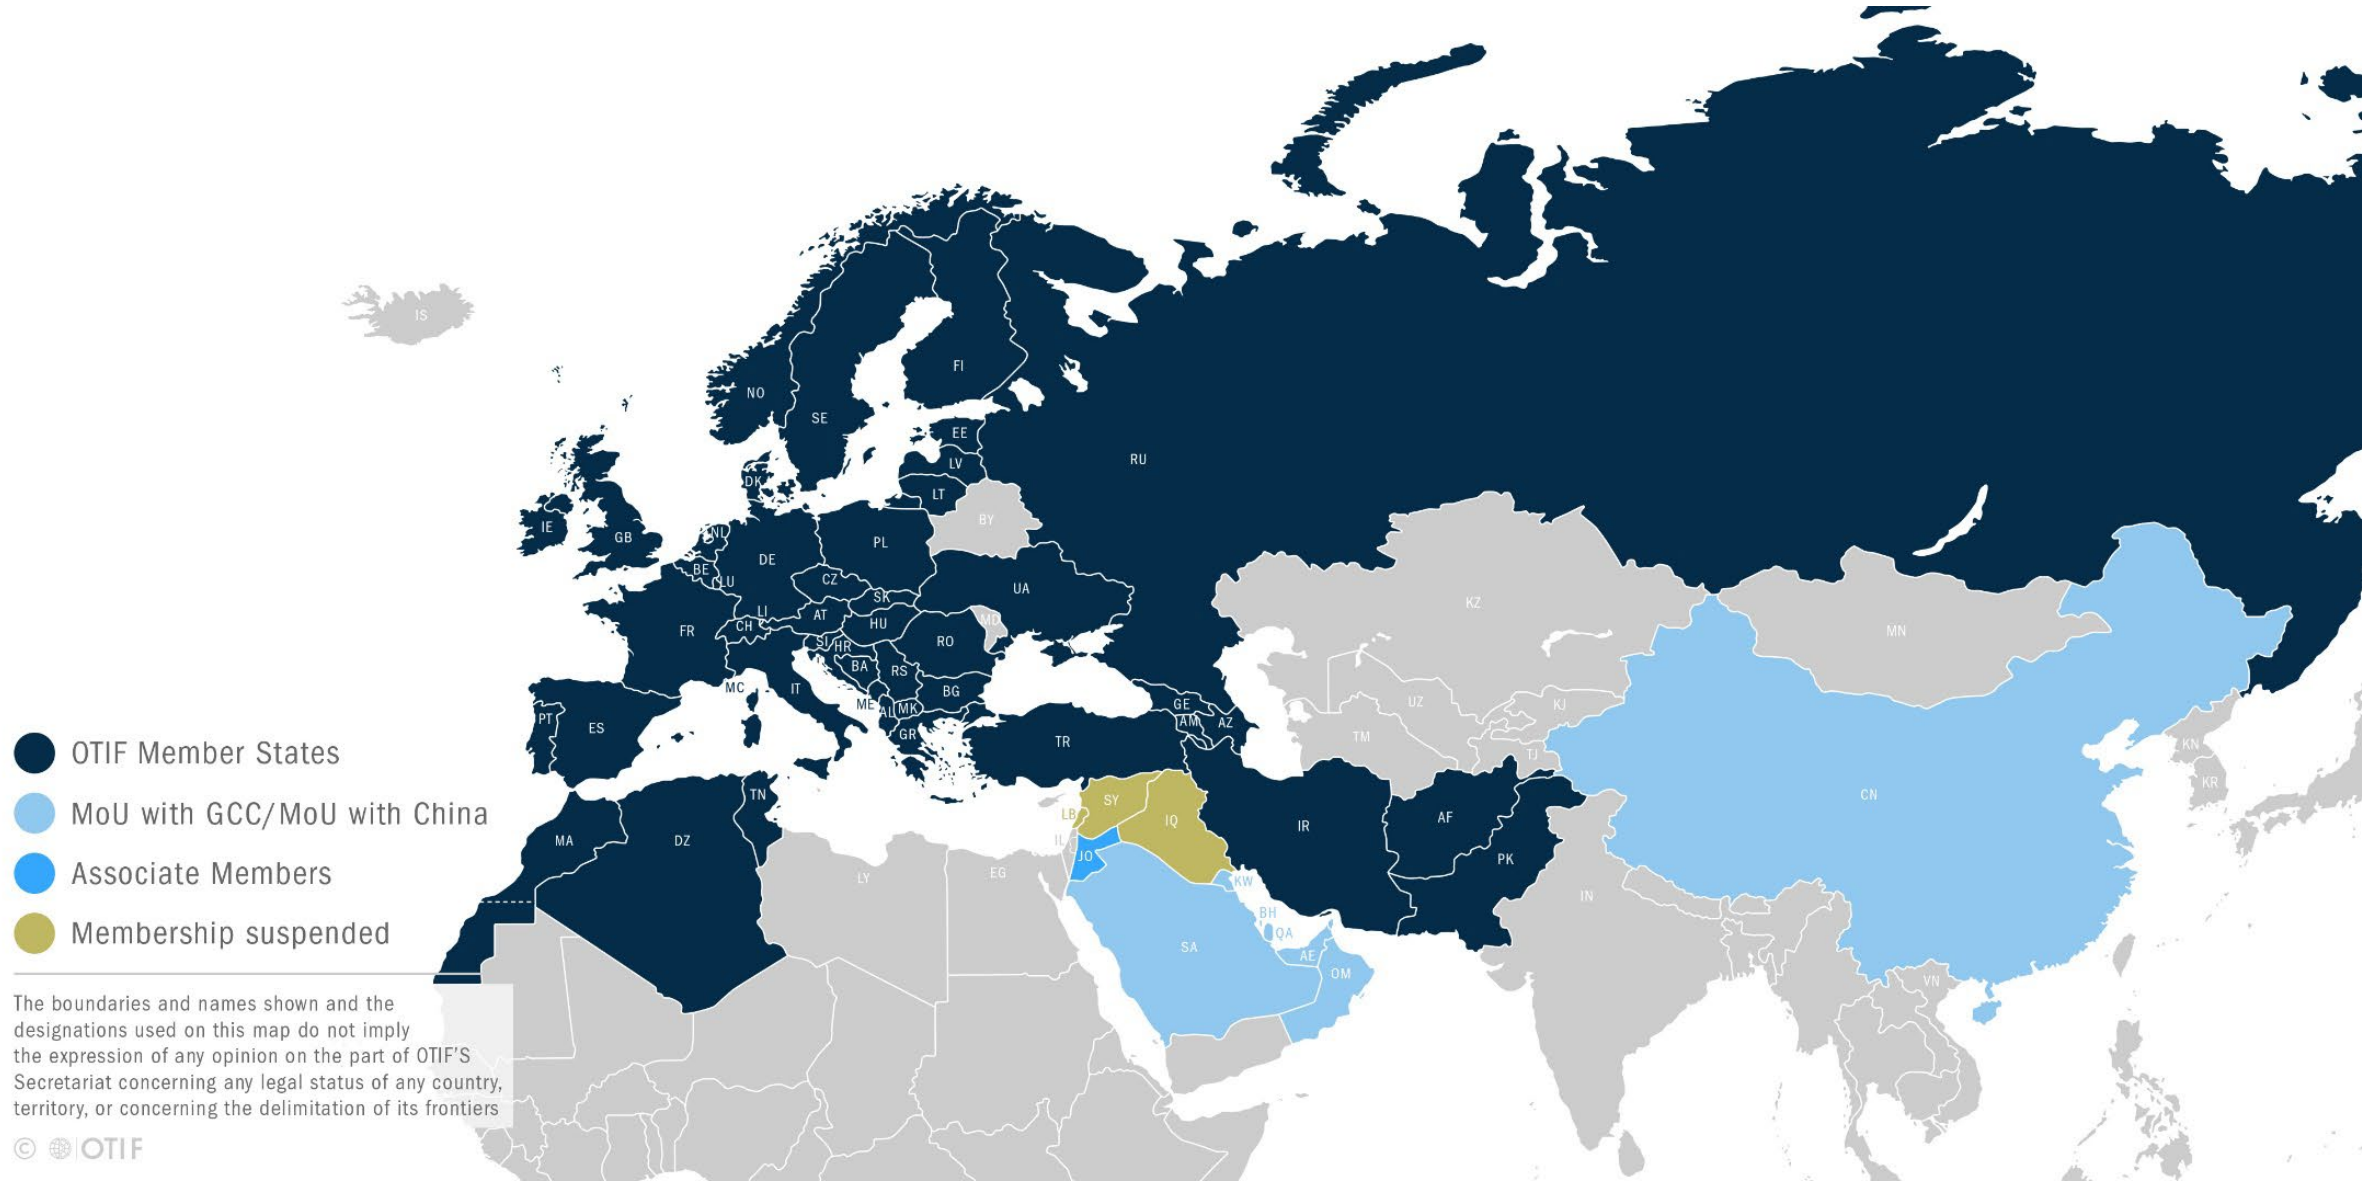 IS
FI
NO
SE
EE
RU
LV
DK
LT
BY
IE
GB
NL
PL
DE
BE
LU
CZ
UA
SK
KZ
LI
AT
CH
HU
MD
FR
MN
RO
SI
HR
BA
RS
MC
IT
BG
UZ
KJ
ME
AL
MK
GE
PT
AM
AZ
ES
GR
TR
TM
KN
TJ
OTIF Member States
KR
TN
CN
SY
MoU with GCC/MoU with China
LB
IQ
AF
IR
MA
DZ
IL
JO
PK
Associate Members
LY
EG
KW
IN
BH
Membership suspended
QA
SA
AE
OM
VN
The boundaries and names shown and the
designations used on this map do not imply
the expression of any opinion on the part of OTIF'S
Secretariat concerning any legal status of any country,
territory, or concerning the delimitation of its frontiers
© OTIF